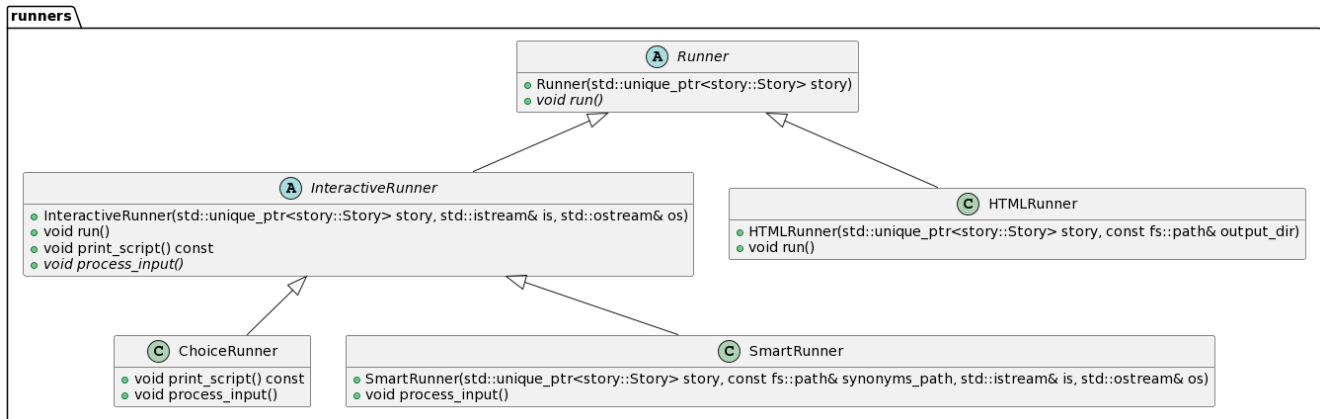 runners
A Runner
Runner(std::unique_ptr<story::Story> story)
void run()
A InteractiveRunner
InteractiveRunner(std::unique_ptr<story::Story> story, std::istream& is, std::ostream& os)
void run()
void print_script() const
void process_input()
C HTMLRunner
HTMLRunner(std::unique_ptr<story::Story> story, const fs::path& output_dir)
void run()
C ChoiceRunner
void print_script() const
void process_input()
C SmartRunner
SmartRunner(std::unique_ptr<story::Story> story, const fs::path& synonyms_path, std::istream& is, std::ostream& os)
void process_input()